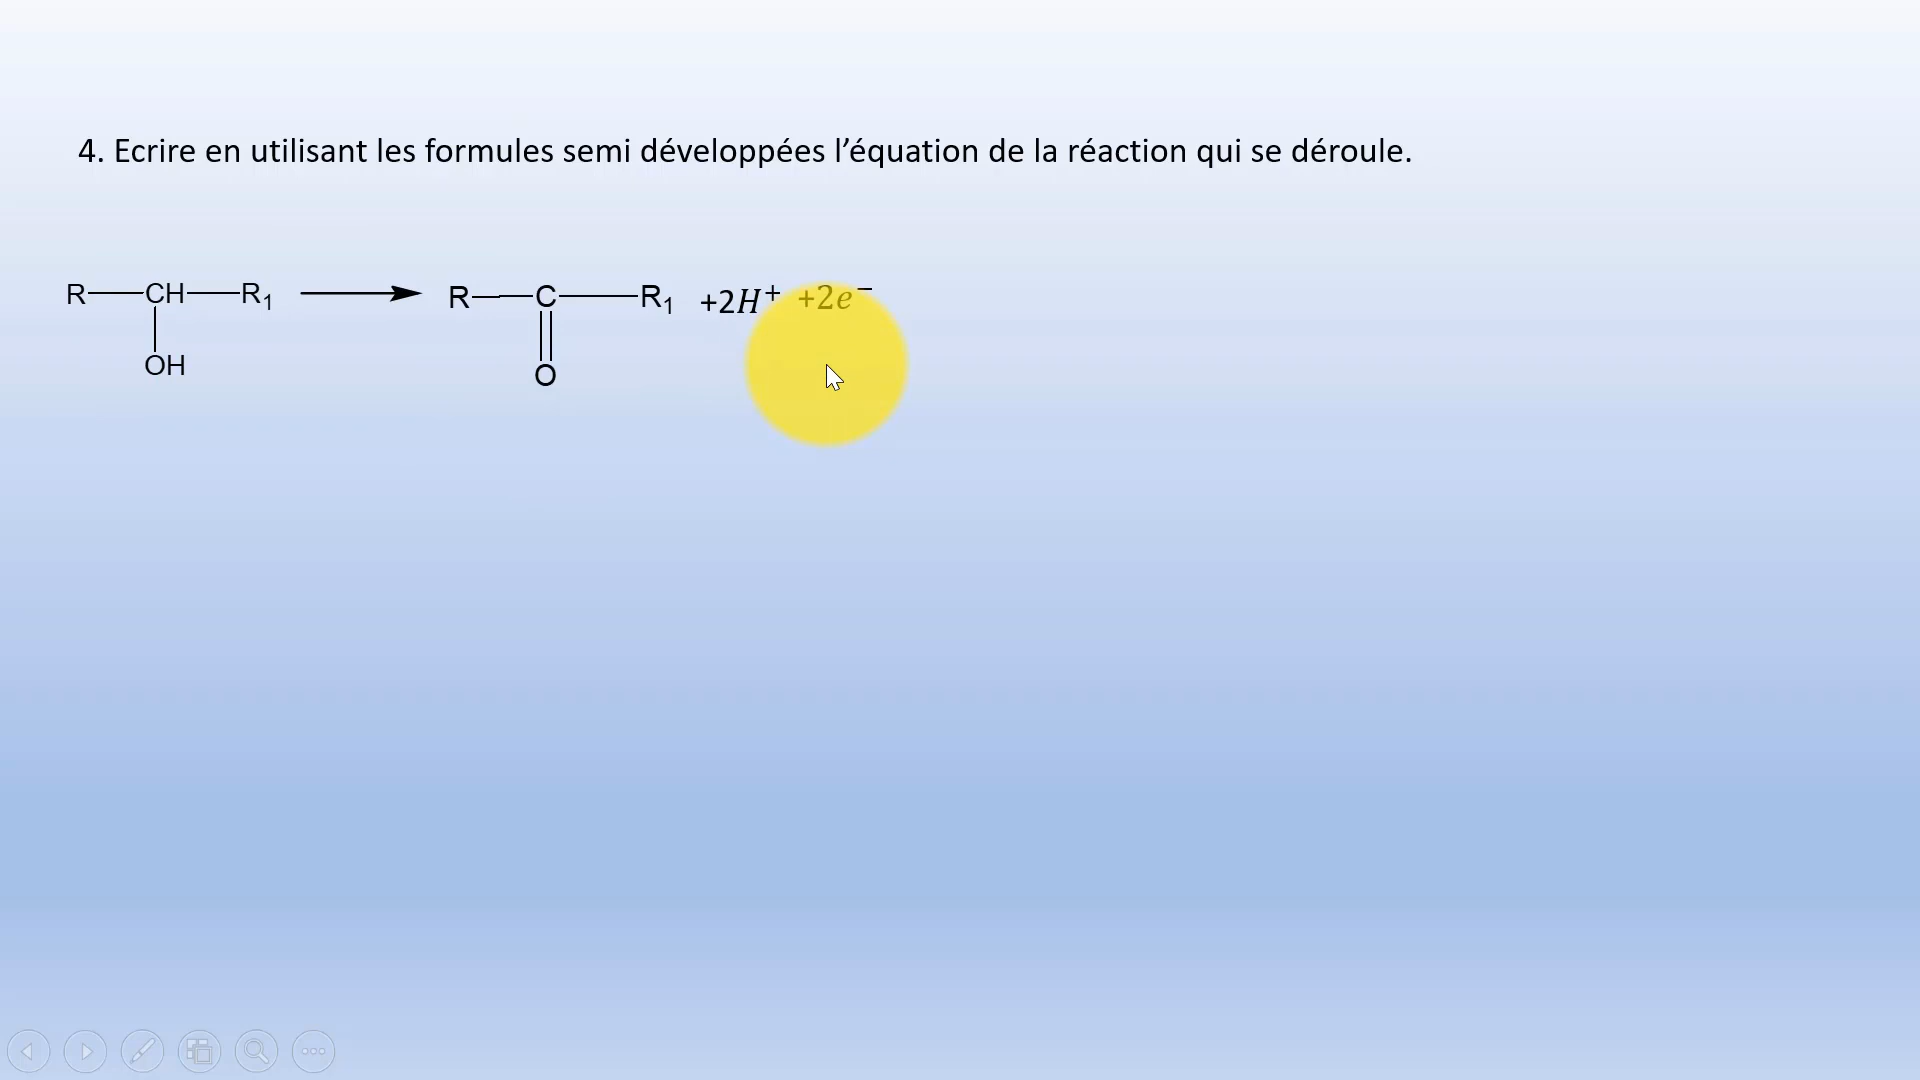 4. Ecrire en utilisant les formules semi développées l’équation de la réaction qui se déroule.
R CH R₁ R C R₁ +2H⁺ +2e⁻
OH O